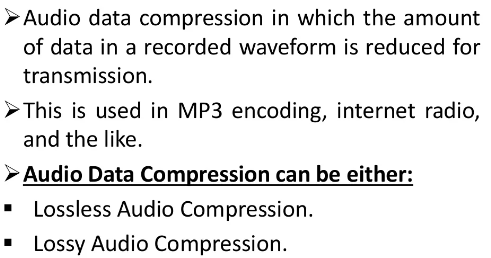 ➢Audio data compression in which the amount
of data in a recorded waveform is reduced for
transmission.
➢This is used in MP3 encoding, internet radio,
and the like.
➢Audio Data Compression can be either:
▪ Lossless Audio Compression.
▪ Lossy Audio Compression.